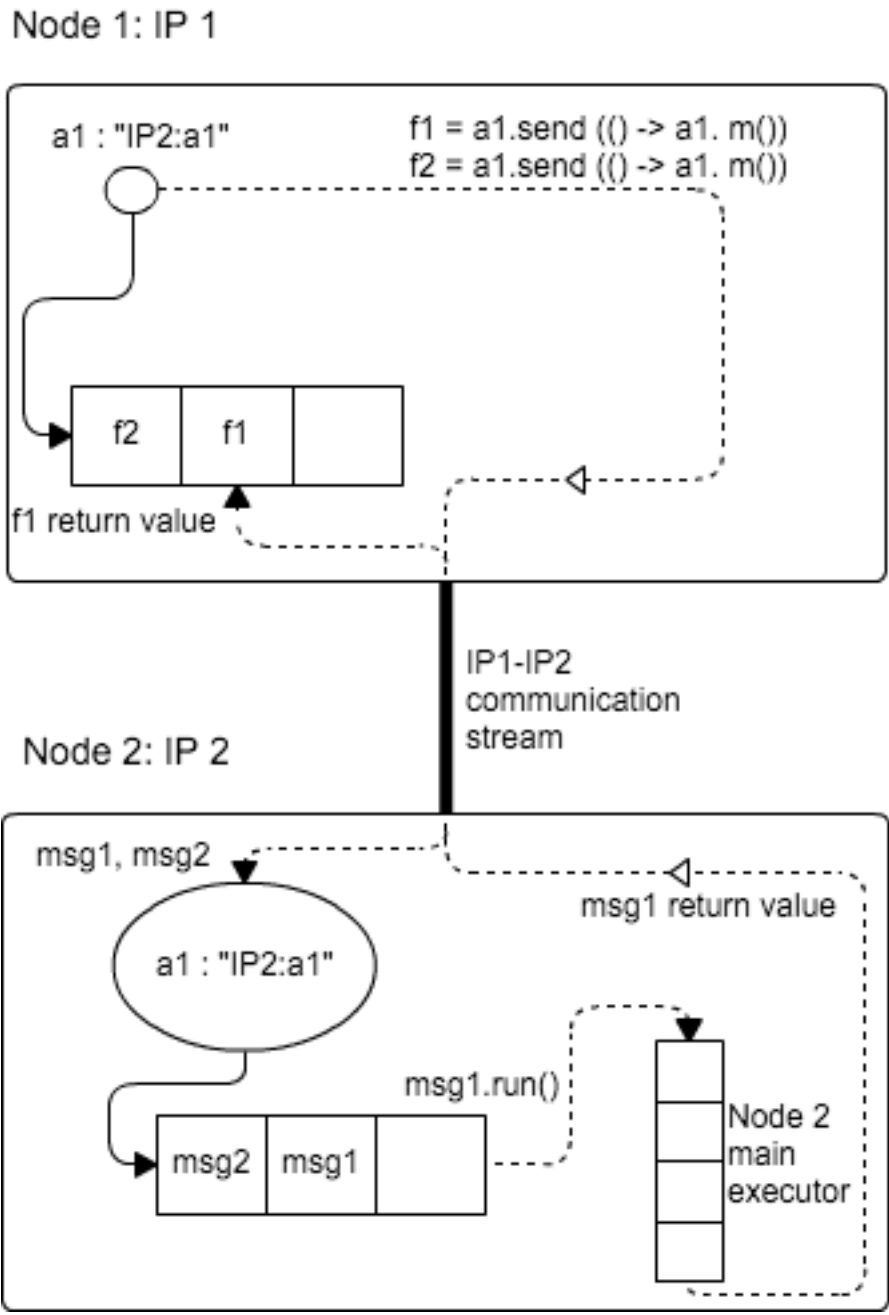 Node 1: IP 1
a1 : "IP2:a1"
f1 = a1.send (() -> a1. m())
f2 = a1.send (() -> a1. m())
f2
f1
f1 return value
IP1-IP2
communication
stream
Node 2: IP 2
msg1, msg2
msg1 return value
a1 : "IP2:a1"
msg1.run()
msg2
msg1
Node 2
main
executor